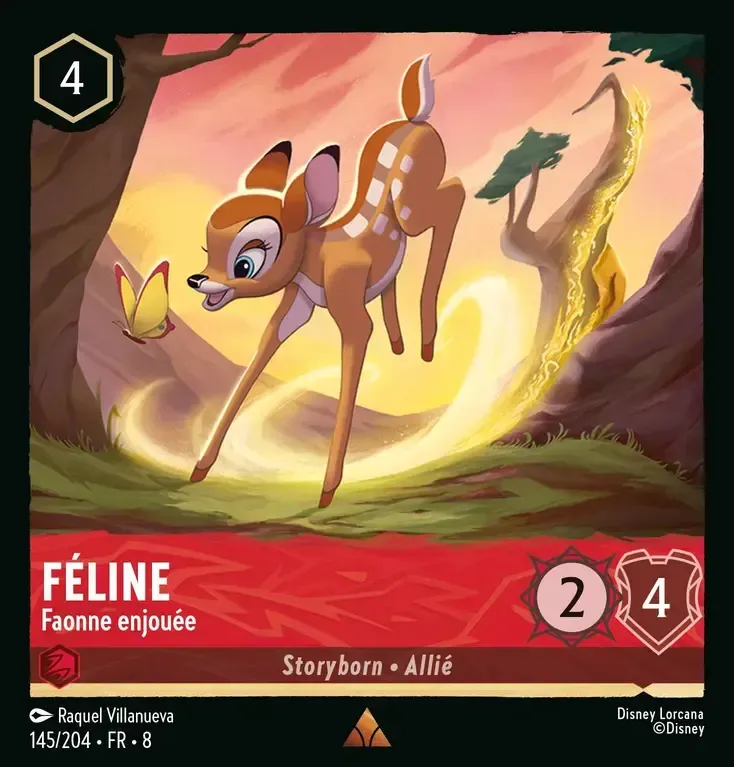 4
FÉLINE
Faonne enjouée
2
4
Storyborn • Allié
Raquel Villanueva
145/204 • FR • 8
Disney Lorcana
©Disney